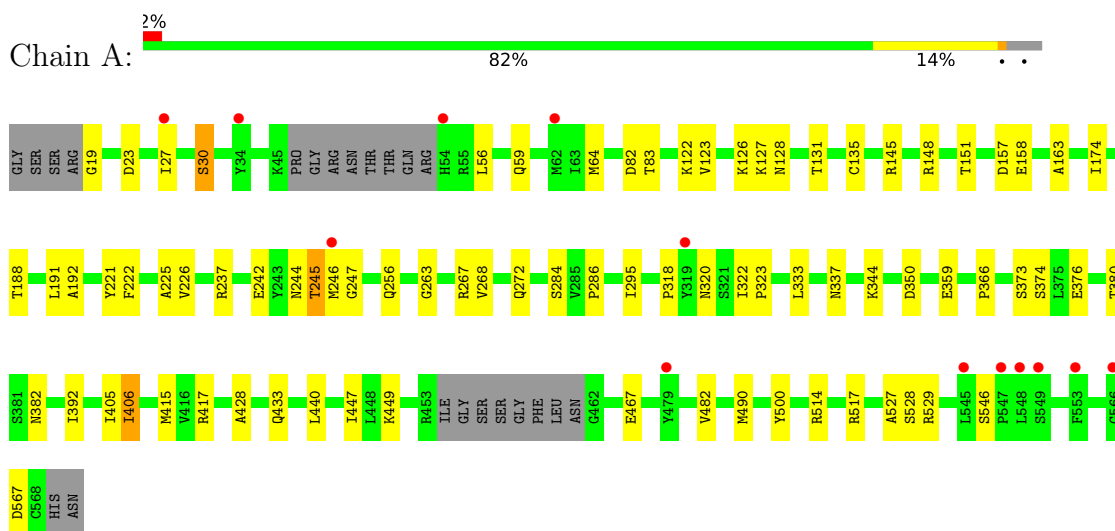 2%
Chain A:
82% 14% • •
GLY SER SER ARG G19 D23 I27 S30 Y34 K45 PRO GLY ARG ASN THR THR GLN ARG H54 R55 L56 Q59 M62 I63 M64 D82 T83 K122 V123 K126 K127 N128 T131 C135 R145 R148 T151 D157 E158 A163 I174
T188 L191 A192 Y221 F222 A225 V226 R237 E242 Y243 N244 T245 M246 G247 Q256 G263 R267 V268 Q272 S284 V285 P286 I295 P318 Y319 N320 S321 I322 P323 L333 N337 K344 D350 E359 P366 S373 S374 L375 E376 T380
S381 N382 I392 I405 I406 M415 V416 R417 A428 Q433 L440 I447 L448 K449 R453 ILE GLY SER SER GLY PHE LEU ASN G462 E467 Y479 V482 M490 Y500 R514 R517 A527 S528 R529 L545 S546 P547 L548 S549 F553 G566
D567 C568 HIS ASN